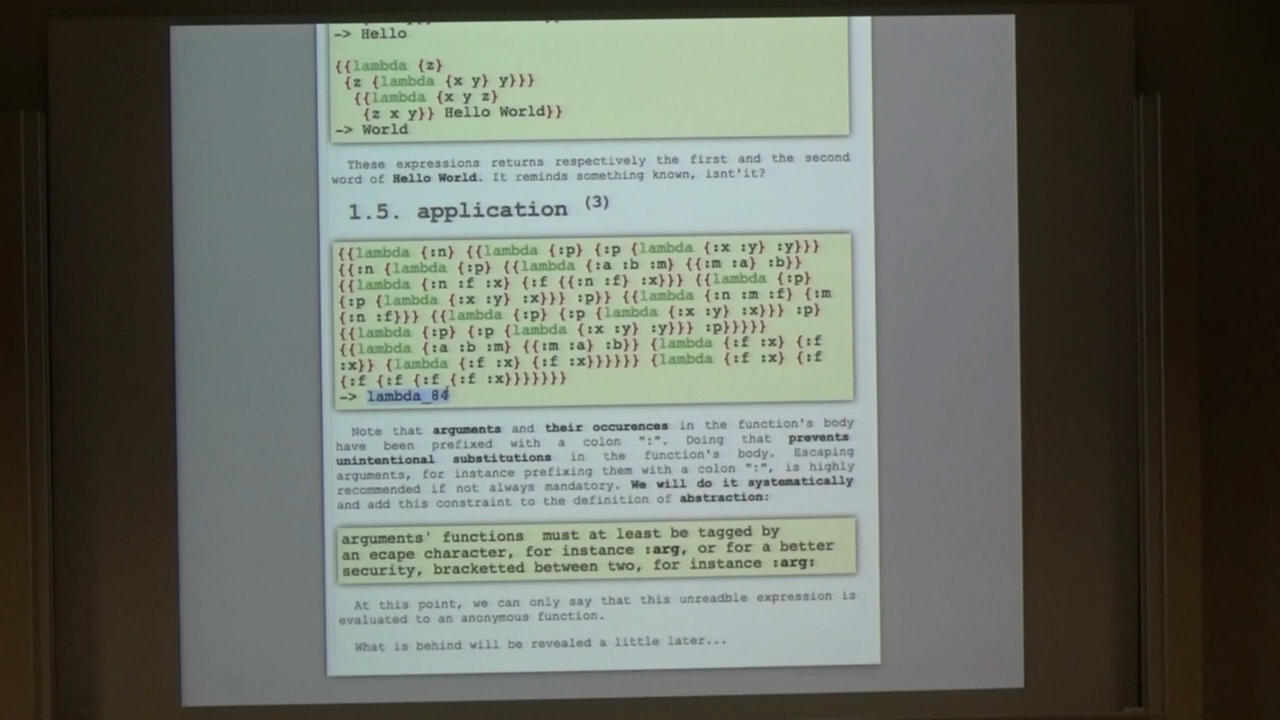 -> Hello
{{lambda {z}
{z {lambda {x y} y}}}
{{lambda {x y z}
{z x y}} Hello World}}
-> World
These expressions returns respectively the first and the second
word of Hello World. It reminds something known, isnt'it?
1.5. application (3)
{{lambda {:n} {{lambda {:p} {:p {lambda {:x :y} :y}}}
{{:n {lambda {:p} {{lambda {:a :b :m} {{:m :a} :b}}
{{lambda {:n :f :x} {:f {{:n :f} :x}}} {{lambda {:p}
{:p {lambda {:x :y} :x}}} :p}} {{lambda {:n :m :f} {:m
{:n :f}}} {{lambda {:p} {:p {lambda {:x :y} :x}}} :p}
{{lambda {:p} {:p {lambda {:x :y} :y}}} :p}}}}}
{{lambda {:a :b :m} {{:m :a} :b}} {lambda {:f :x} {:f
:x}} {lambda {:f :x} {:f :x}}}}}} {lambda {:f :x} {:f
{:f {:f {:f {:f :x}}}}}}}
-> lambda_84
Note that arguments and their occurences in the function's body
have been prefixed with a colon ":". Doing that prevents
unintentional substitutions in the function's body. Escaping
arguments, for instance prefixing them with a colon ":", is highly
recommended if not always mandatory. We will do it systematically
and add this constraint to the definition of abstraction:
arguments' functions must at least be tagged by
an ecape character, for instance :arg, or for a better
security, bracketted between two, for instance :arg:
At this point, we can only say that this unreadble expression is
evaluated to an anonymous function.
What is behind will be revealed a little later...